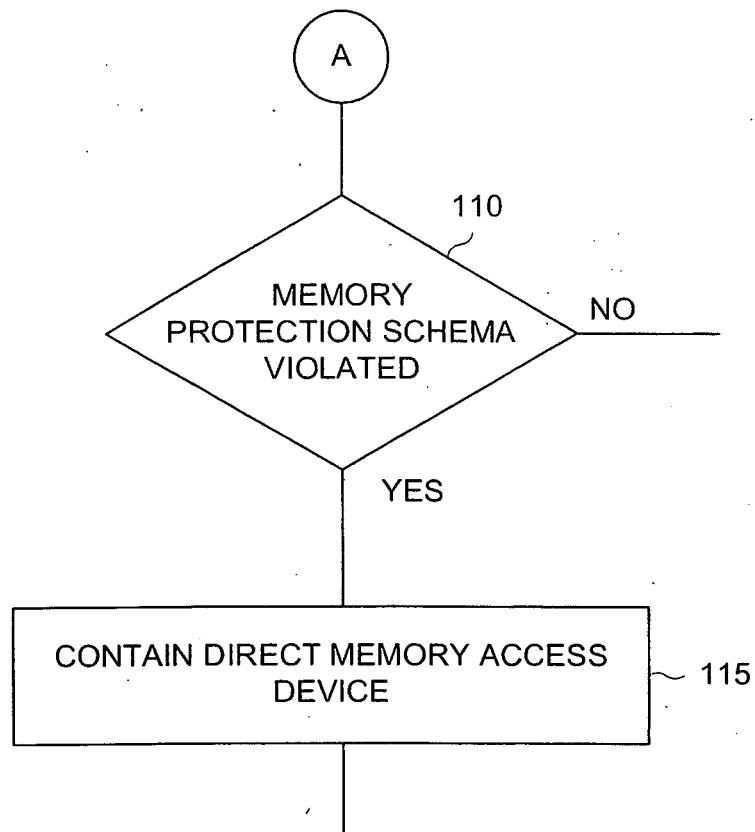 A
110
MEMORY
PROTECTION SCHEMA
VIOLATED
NO
YES
CONTAIN DIRECT MEMORY ACCESS
DEVICE
115